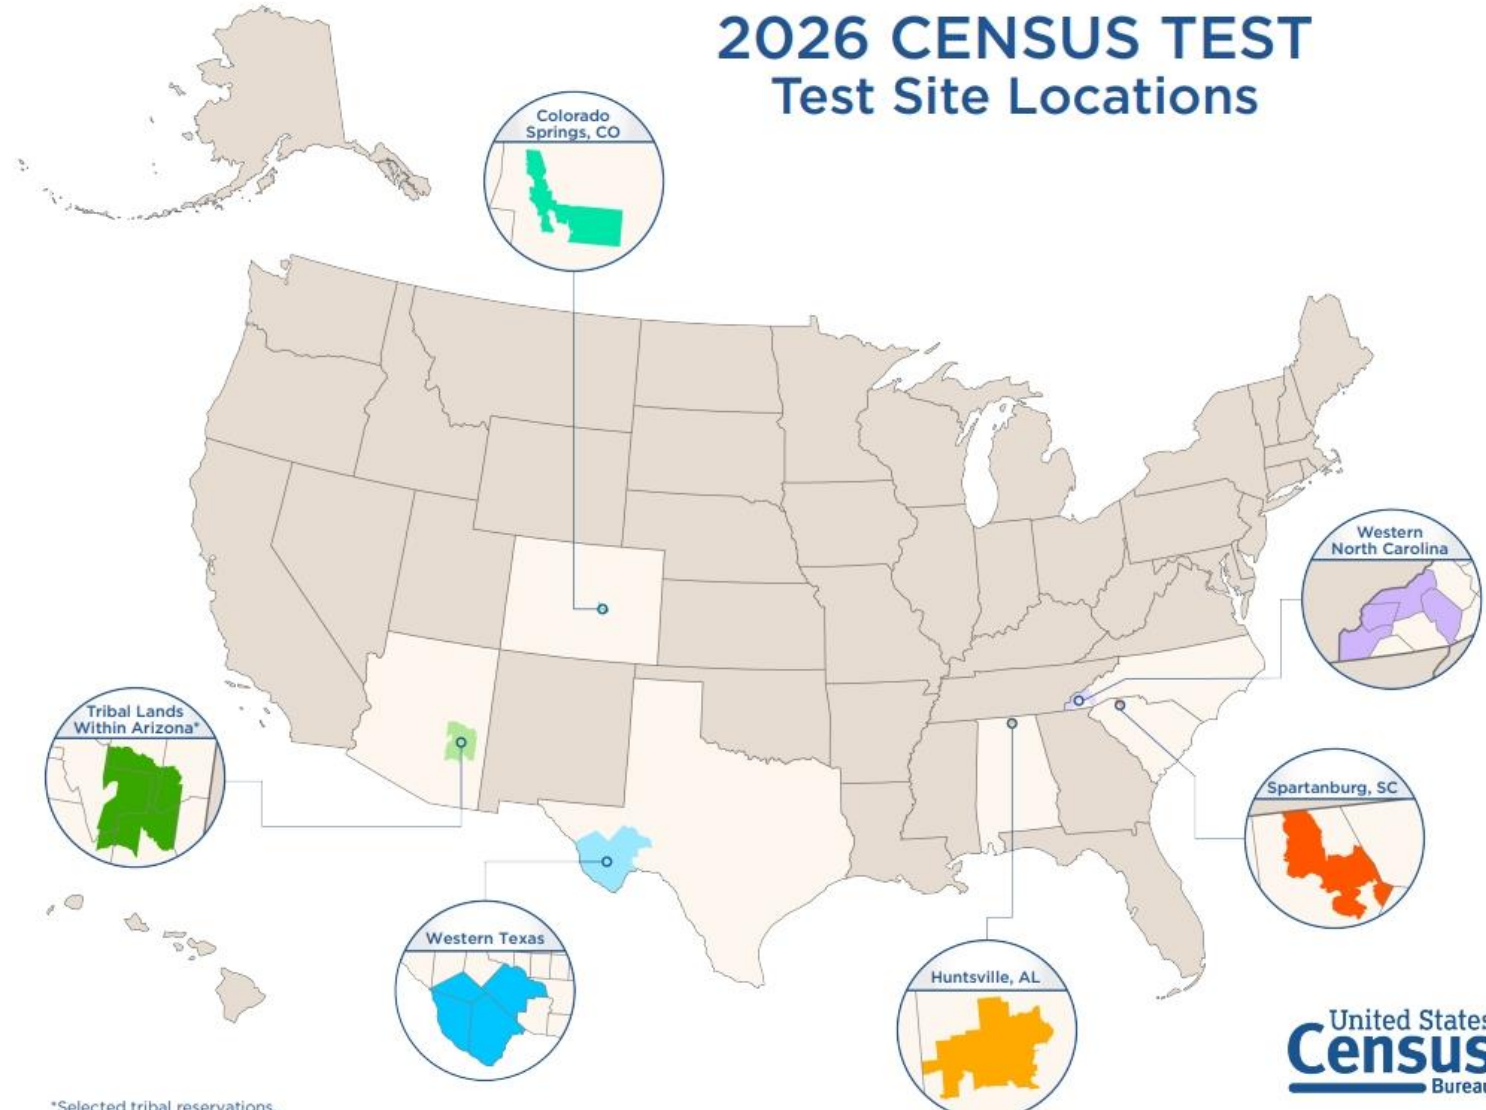 2026 CENSUS TEST
Test Site Locations
Colorado
Springs, CO
Western
North Carolina
Tribal Lands
Within Arizona*
Spartanburg, SC
Western Texas
Huntsville, AL
United States
Census
Bureau
*Selected tribal reservations